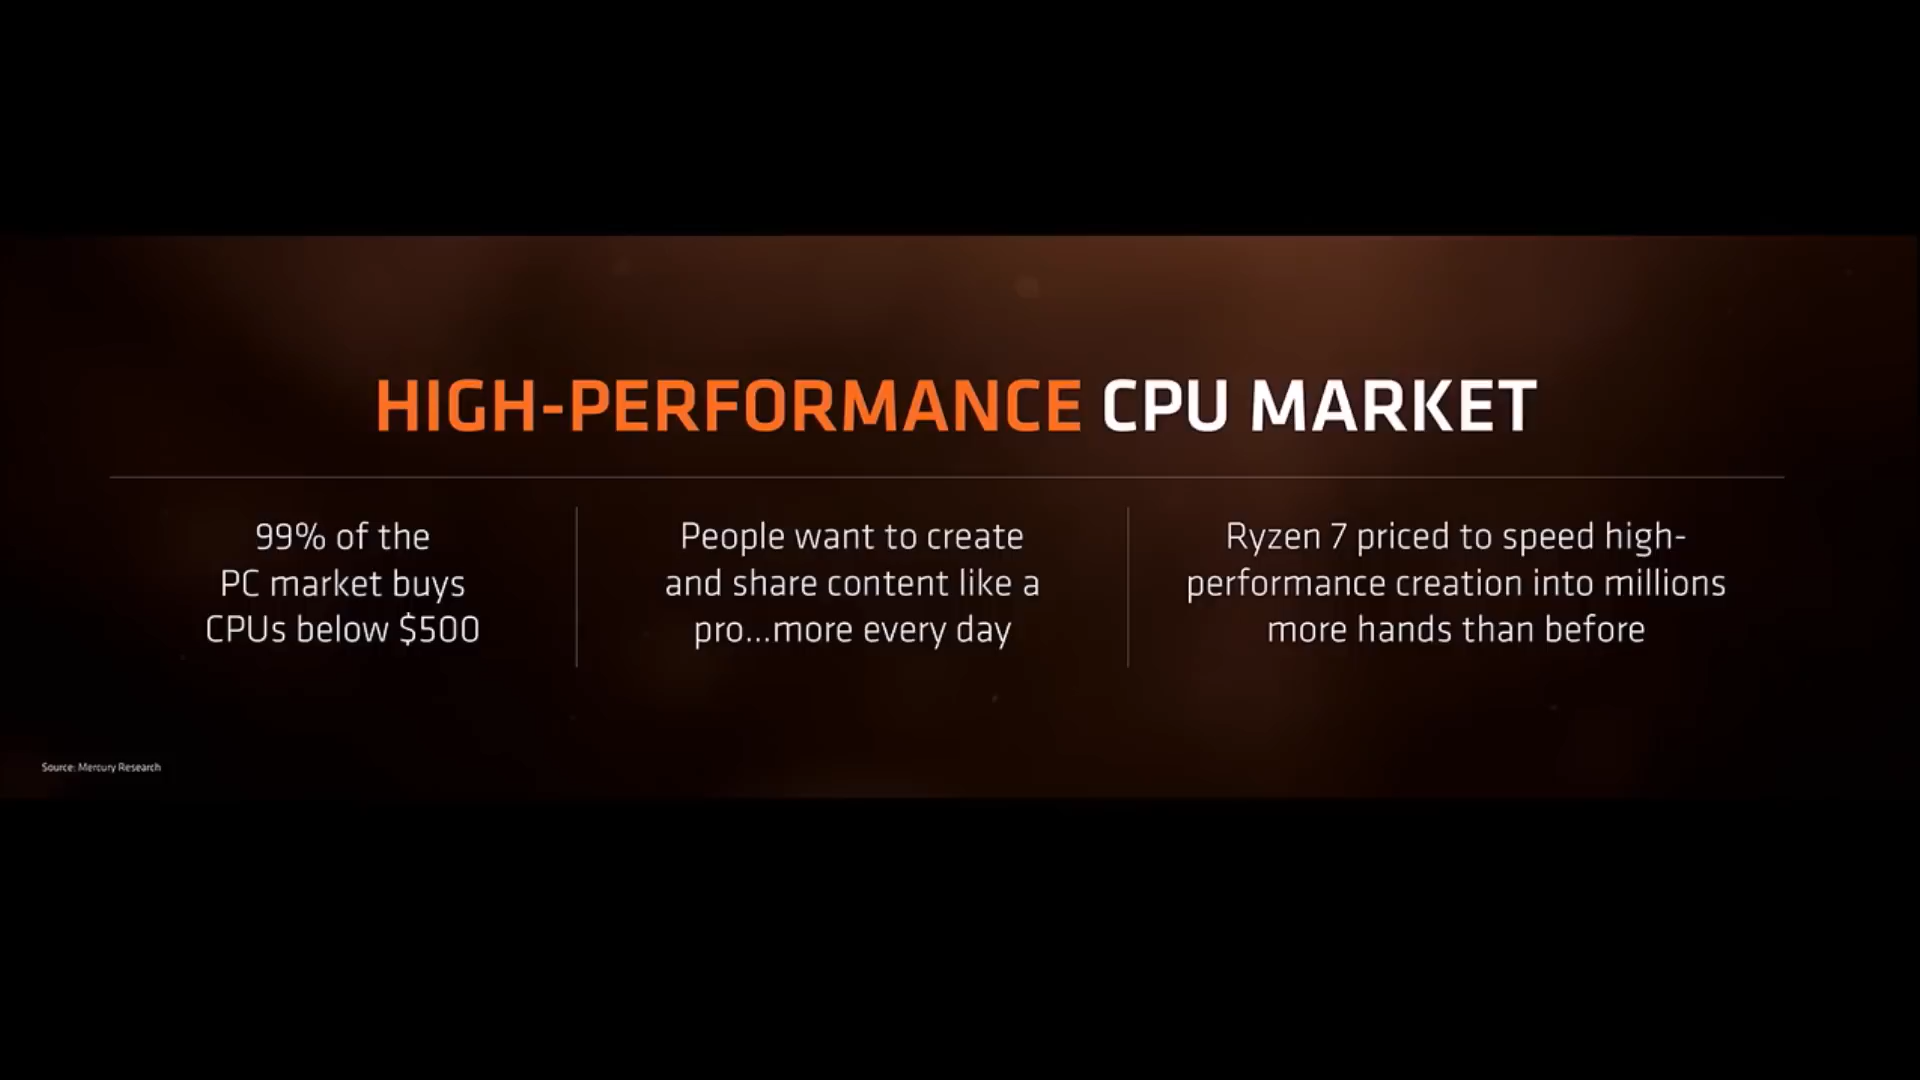 HIGH-PERFORMANCE CPU MARKET
99% of the
PC market buys
CPUs below $500
People want to create
and share content like a
pro...more every day
Ryzen 7 priced to speed high-
performance creation into millions
more hands than before
Source: Mercury Research